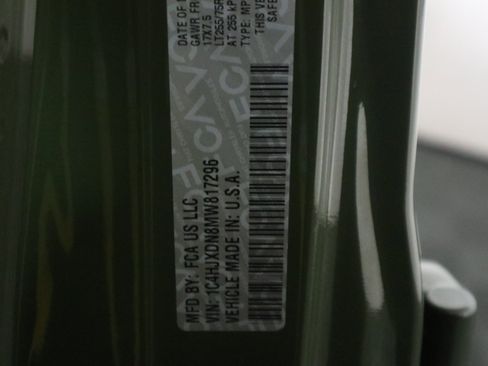 MFD BY: FCA US LLC
VIN: 1C4HJXDN8MW817296
VEHICLE MADE IN: U.S.A.
DATE OF
GAWR FR
17X7.5
LT255/75R
AT 255 kP
TYPE: MP
THIS VE
SAFE
FCA